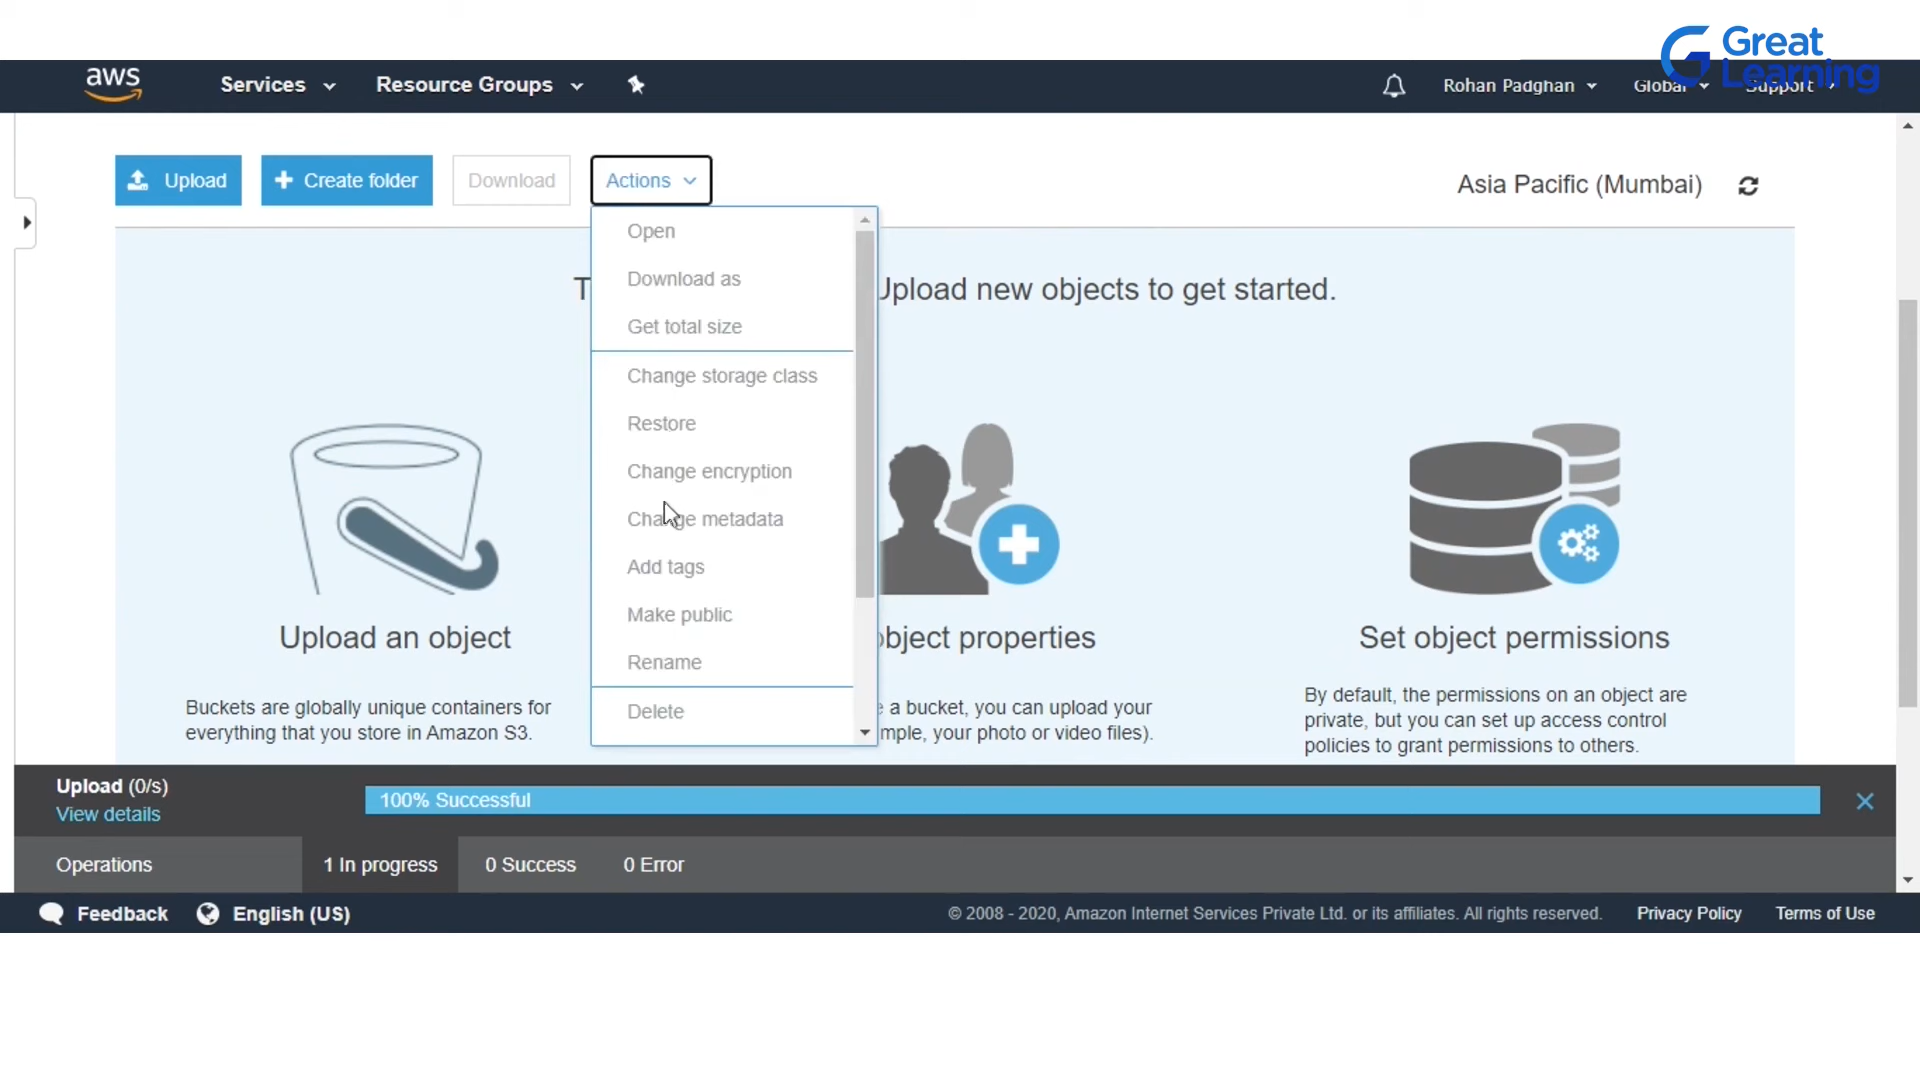 Great
Learning
aws
Services
Resource Groups
Rohan Padghan
Global
Support
Upload
Create folder
Download
Actions
Asia Pacific (Mumbai)
Open
Download as
Get total size
Change storage class
Restore
Change encryption
Change metadata
Add tags
Make public
Rename
Delete
T
Upload new objects to get started.
Upload an object
Buckets are globally unique containers for
everything that you store in Amazon S3.
object properties
a bucket, you can upload your
mple, your photo or video files).
Set object permissions
By default, the permissions on an object are
private, but you can set up access control
policies to grant permissions to others.
Upload (0/s)
View details
100% Successful
Operations
1 In progress
0 Success
0 Error
Feedback
English (US)
© 2008 - 2020, Amazon Internet Services Private Ltd. or its affiliates. All rights reserved.
Privacy Policy
Terms of Use